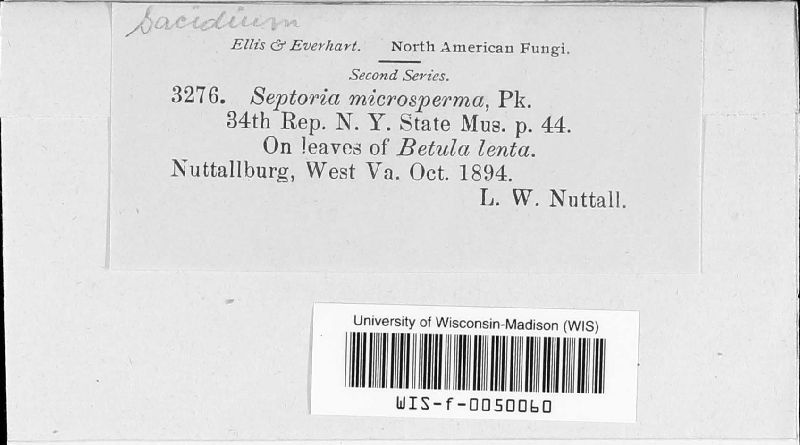 Sacidium
Ellis & Everhart. North American Fungi.
Second Series.
3276. Septoria microsperma, Pk.
34th Rep. N. Y. State Mus. p. 44.
On leaves of Betula lenta.
Nuttallburg, West Va. Oct. 1894.
L. W. Nuttall.
University of Wisconsin-Madison (WIS)
WIS-f-0050060